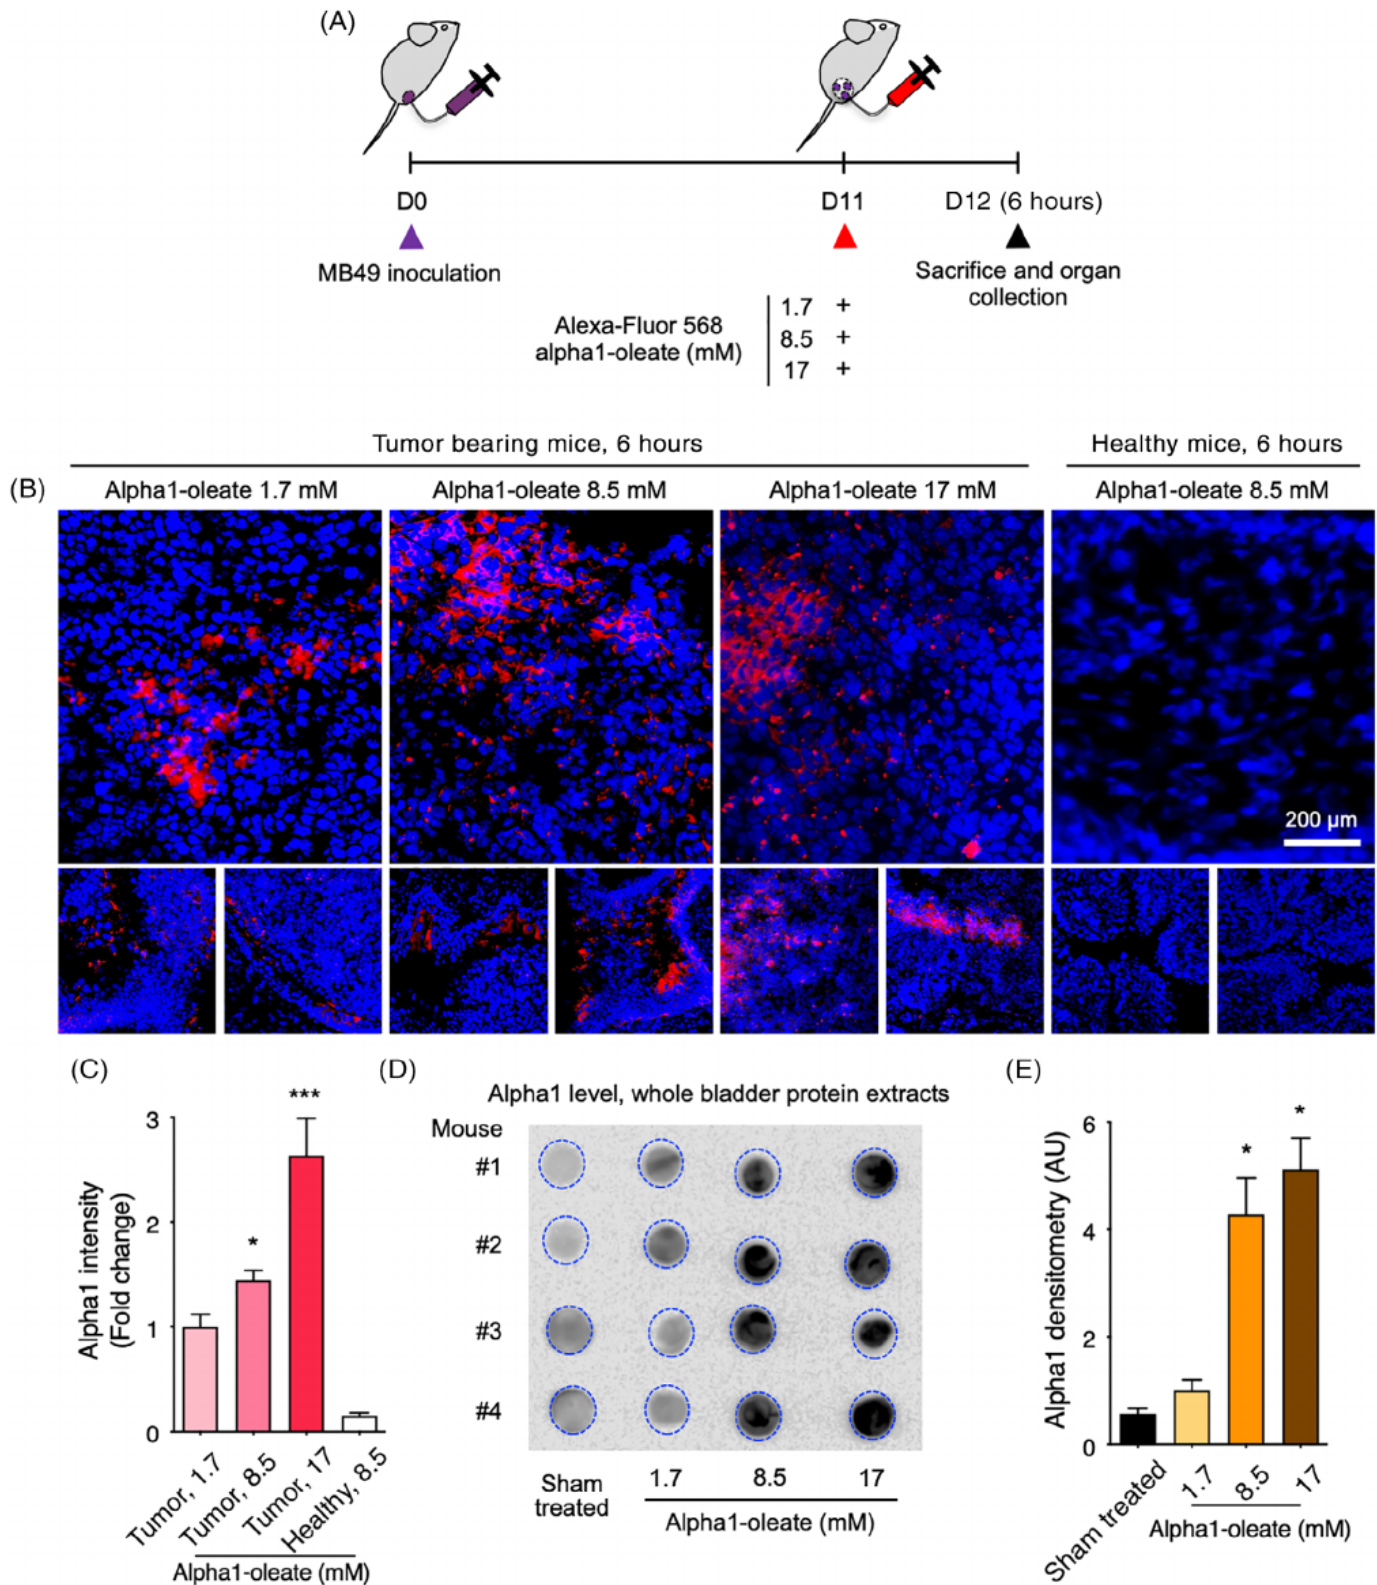 (A)
D0
D11
D12 (6 hours)
MB49 inoculation
Sacrifice and organ
collection
Alexa-Fluor 568
alpha1-oleate (mM)
1.7 +
8.5 +
17 +
Tumor bearing mice, 6 hours
Healthy mice, 6 hours
(B)
Alpha1-oleate 1.7 mM
Alpha1-oleate 8.5 mM
Alpha1-oleate 17 mM
Alpha1-oleate 8.5 mM
200 µm
(C)
Alpha1 intensity
(Fold change)
3
2
1
0
*
***
Tumor, 1.7
Tumor, 8.5
Tumor, 17
Healthy, 8.5
Alpha1-oleate (mM)
(D)
Alpha1 level, whole bladder protein extracts
Mouse
#1
#2
#3
#4
Sham
treated
1.7
8.5
17
Alpha1-oleate (mM)
(E)
Alpha1 densitometry (AU)
6
4
2
0
*
*
Sham treated
1.7
8.5
17
Alpha1-oleate (mM)